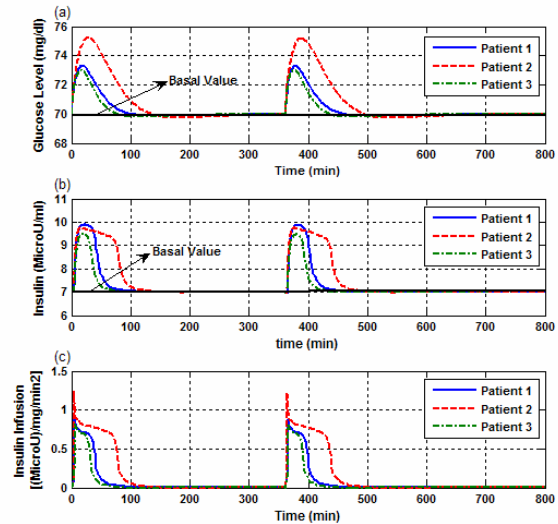 (a)
Glucose Level (mg/dl)
76
74
72
70
68
Basal Value
Patient 1
Patient 2
Patient 3
0 100 200 300 400 500 600 700 800
Time (min)
(b)
Insulin (MicroU/ml)
11
10
9
8
7
6
Basal Value
Patient 1
Patient 2
Patient 3
0 100 200 300 400 500 600 700 800
time (min)
(c)
Insulin Infusion
[(MicroU)/mg/min2]
1.5
1
0.5
0
Patient 1
Patient 2
Patient 3
0 100 200 300 400 500 600 700 800
Time (min)